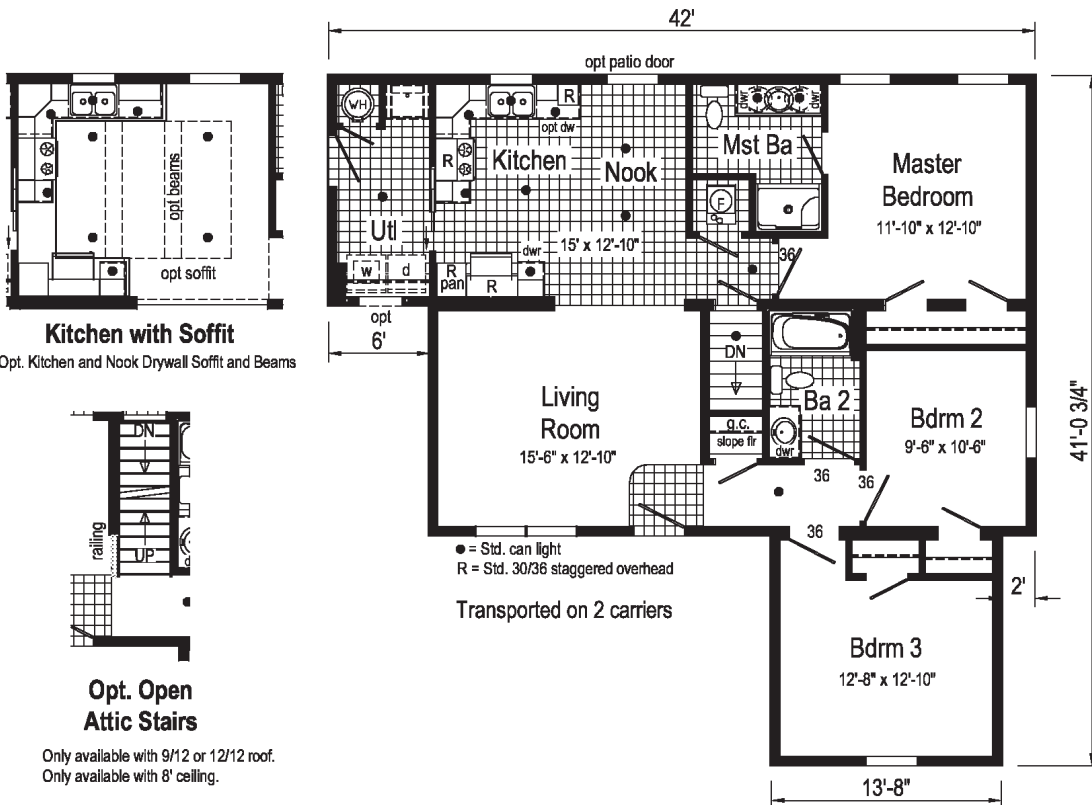 42'
opt patio door
WH
R
opt dw
dwr
dwr
Kitchen
Nook
Mst Ba
Master
Bedroom
11'-10" x 12'-10"
R
F
Utl
15' x 12'-10"
36
dwr
w
d
R
pan
R
opt
6'
opt beams
opt soffit
Kitchen with Soffit
Opt. Kitchen and Nook Drywall Soffit and Beams
DN
Living
Room
15'-6" x 12'-10"
Ba 2
g.c.
slope flr
dwr
Bdrm 2
9'-6" x 10'-6"
36
36
36
41'-0 3/4"
DN
railing
UP
Opt. Open
Attic Stairs
Only available with 9/12 or 12/12 roof.
Only available with 8' ceiling.
● = Std. can light
R = Std. 30/36 staggered overhead
Transported on 2 carriers
2'
Bdrm 3
12'-8" x 12'-10"
13'-8"